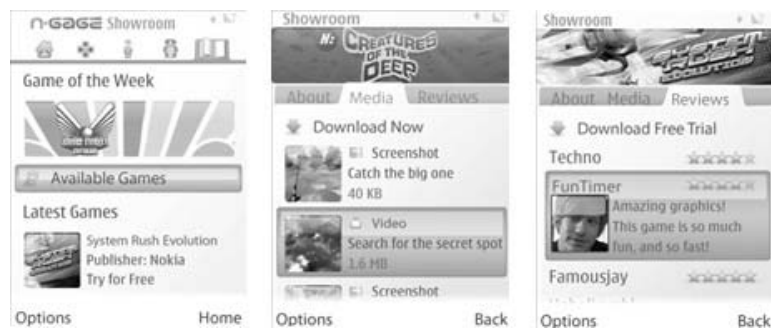 n-gage Showroom
Game of the Week
Available Games
Latest Games
System Rush Evolution
Publisher: Nokia
Try for Free
Options Home
Showroom
CREATURES
OF THE
DEEP
About Media Reviews
Download Now
Screenshot
Catch the big one
40 KB
Video
Search for the secret spot
1.6 MB
Screenshot
Options Back
Showroom
SYSTEM
RUSH
EVOLUTION
About Media Reviews
Download Free Trial
Techno
FunTimer
Amazing graphics!
This game is so much
fun, and so fast!
Famousjay
Options Back